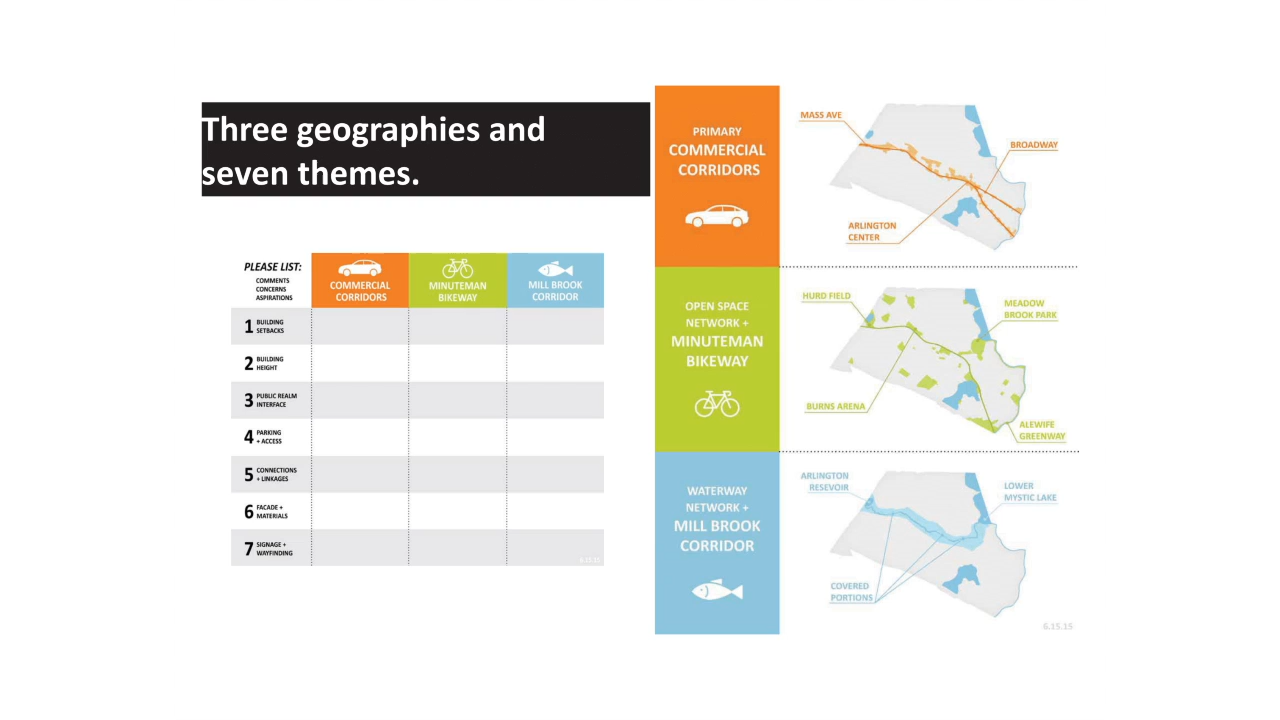 Three geographies and
seven themes.
PLEASE LIST:
COMMENTS
CONCERNS
ASPIRATIONS
COMMERCIAL
CORRIDORS
MINUTEMAN
BIKEWAY
MILL BROOK
CORRIDOR
1 BUILDING
SETBACKS
2 BUILDING
HEIGHT
3 PUBLIC REALM
INTERFACE
4 PARKING
+ ACCESS
5 CONNECTIONS
+ LINKAGES
6 FACADE +
MATERIALS
7 SIGNAGE +
WAYFINDING
6.15.15
PRIMARY
COMMERCIAL
CORRIDORS
MASS AVE
BROADWAY
ARLINGTON
CENTER
OPEN SPACE
NETWORK +
MINUTEMAN
BIKEWAY
HURD FIELD
MEADOW
BROOK PARK
BURNS ARENA
ALEWIFE
GREENWAY
WATERWAY
NETWORK +
MILL BROOK
CORRIDOR
ARLINGTON
RESEVOIR
LOWER
MYSTIC LAKE
COVERED
PORTIONS
6.15.15